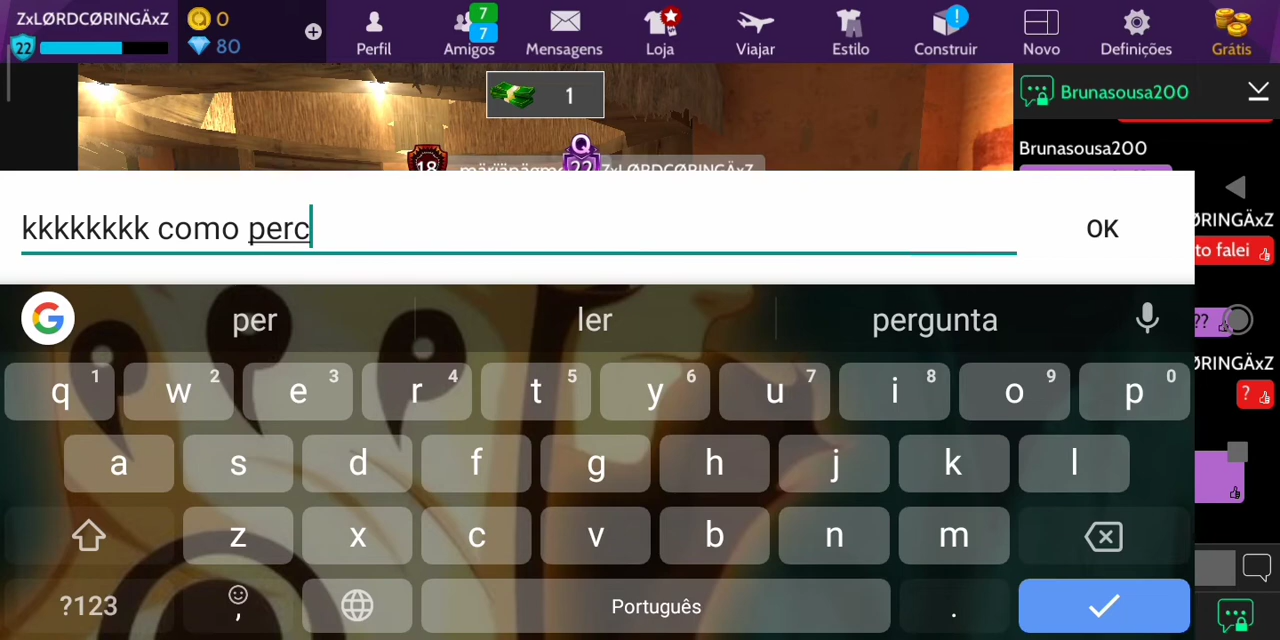 ZxLØRDCØRINGÄxZ
22
0
80
Perfil
7
7
Amigos
Mensagens
Loja
Viajar
Estilo
!
Construir
Novo
Definições
Grátis
1
18
Q
22
ZxLØRDCØRINGÄxZ
Brunasousa200
Brunasousa200
ØRINGÄxZ
to falei
??
ØRINGÄxZ
?
kkkkkkkk como perc
OK
G
per
ler
pergunta
q 1 w 2 e 3 r 4 t 5 y 6 u 7 i 8 o 9 p 0
a s d f g h j k l
z x c v b n m
?123 , Português .